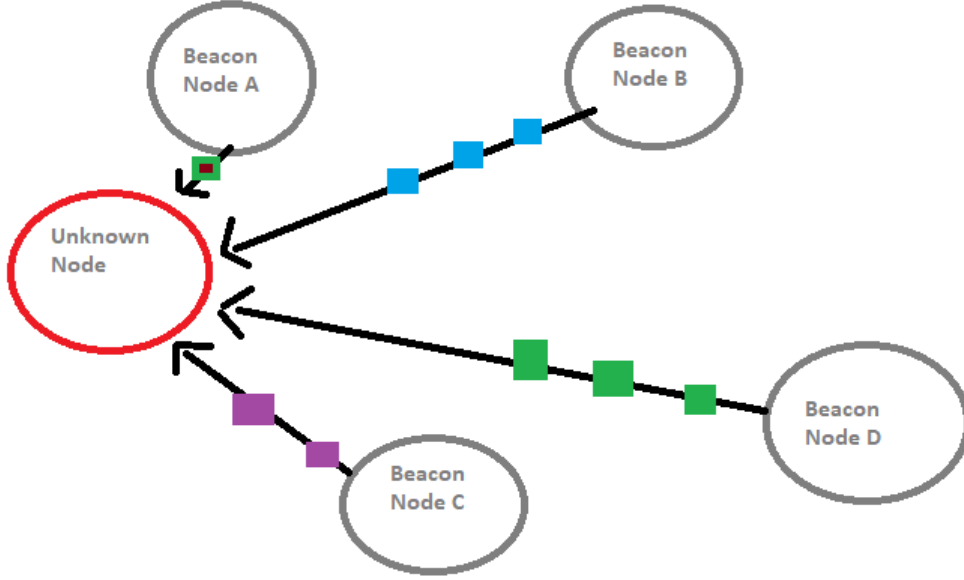 Beacon
Node A
Beacon
Node B
Unknown
Node
Beacon
Node D
Beacon
Node C